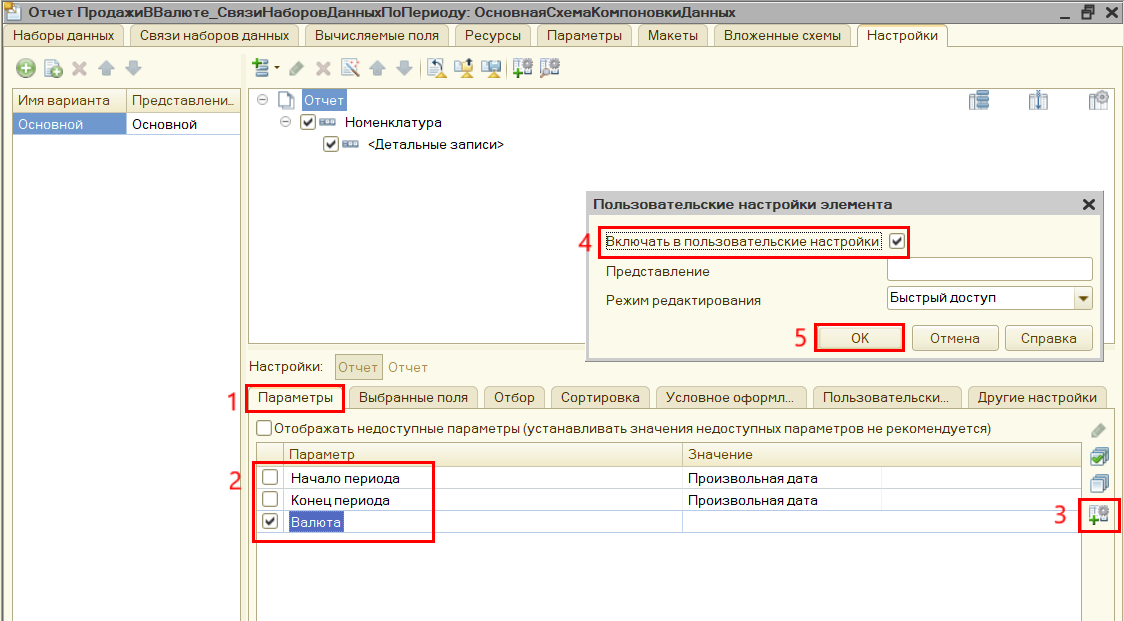 Отчет ПродажиВВалюте_СвязиНаборовДанныхПоПериоду: ОсновнаяСхемаКомпоновкиДанных
Наборы данных Связи наборов данных Вычисляемые поля Ресурсы Параметры Макеты Вложенные схемы Настройки
Имя варианта Представлени...
Основной Основной
Отчет
Номенклатура
<Детальные записи>
Пользовательские настройки элемента
4 Включать в пользовательские настройки
Представление
Режим редактирования Быстрый доступ
5 OK Отмена Справка
Настройки: Отчет Отчет
1 Параметры Выбранные поля Отбор Сортировка Условное оформл... Пользовательски... Другие настройки
Отображать недоступные параметры (устанавливать значения недоступных параметров не рекомендуется)
Параметр Значение
2 Начало периода Произвольная дата
Конец периода Произвольная дата
Валюта
3